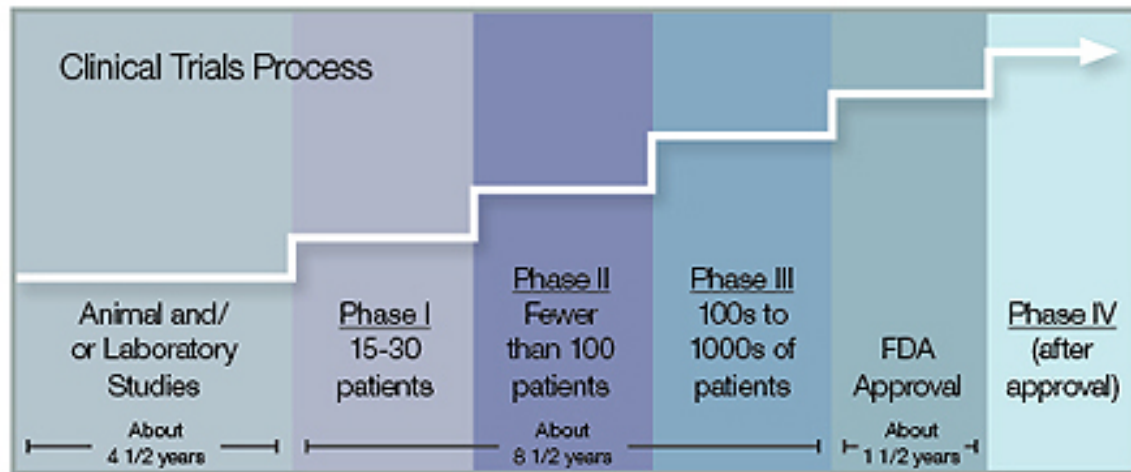 Clinical Trials Process
Animal and/
or Laboratory
Studies
Phase I
15-30
patients
Phase II
Fewer
than 100
patients
Phase III
100s to
1000s of
patients
FDA
Approval
Phase IV
(after
approval)
About
4 1/2 years
About
8 1/2 years
About
1 1/2 years